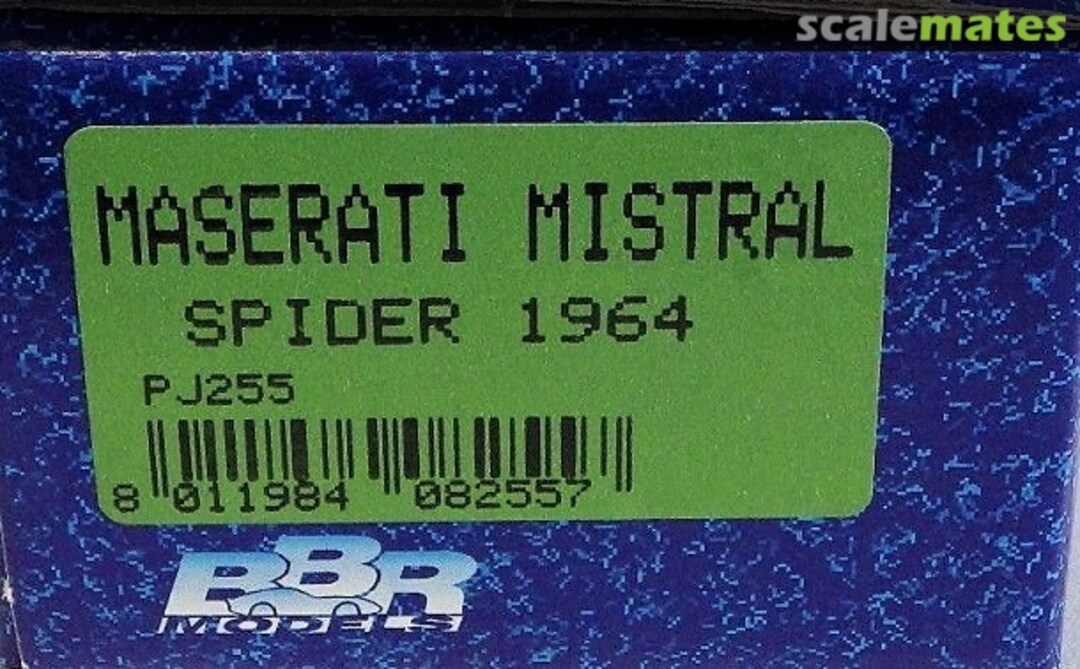 scalemates
MASERATI MISTRAL
SPIDER 1964
PJ255
8 011984 082557
BBR
MODELS